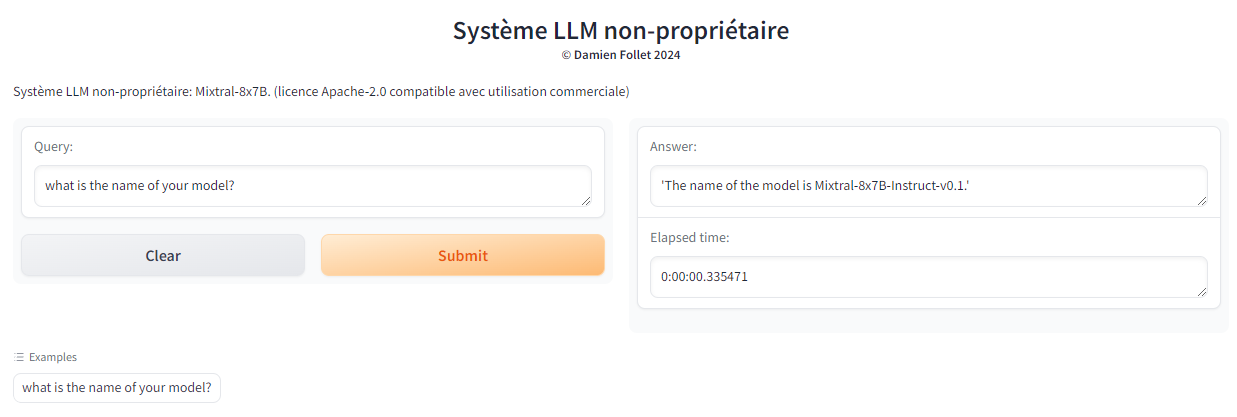 Système LLM non-propriétaire
© Damien Follet 2024
Système LLM non-propriétaire: Mixtral-8x7B. (licence Apache-2.0 compatible avec utilisation commerciale)
Query:
what is the name of your model?
Clear
Submit
Answer:
'The name of the model is Mixtral-8x7B-Instruct-v0.1.'
Elapsed time:
0:00:00.335471
Examples
what is the name of your model?